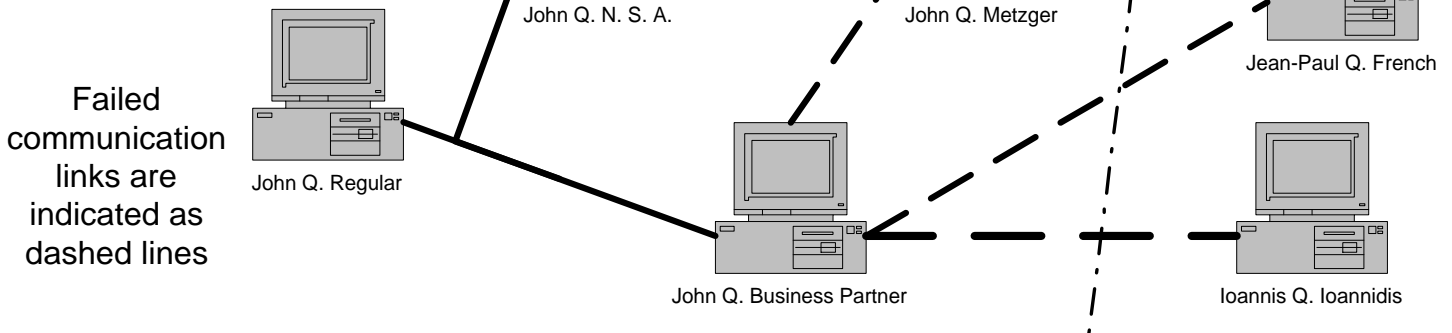 John Q. N. S. A.
John Q. Metzger
Jean-Paul Q. French
Failed
communication
links are
indicated as
dashed lines
John Q. Regular
John Q. Business Partner
Ioannis Q. Ioannidis